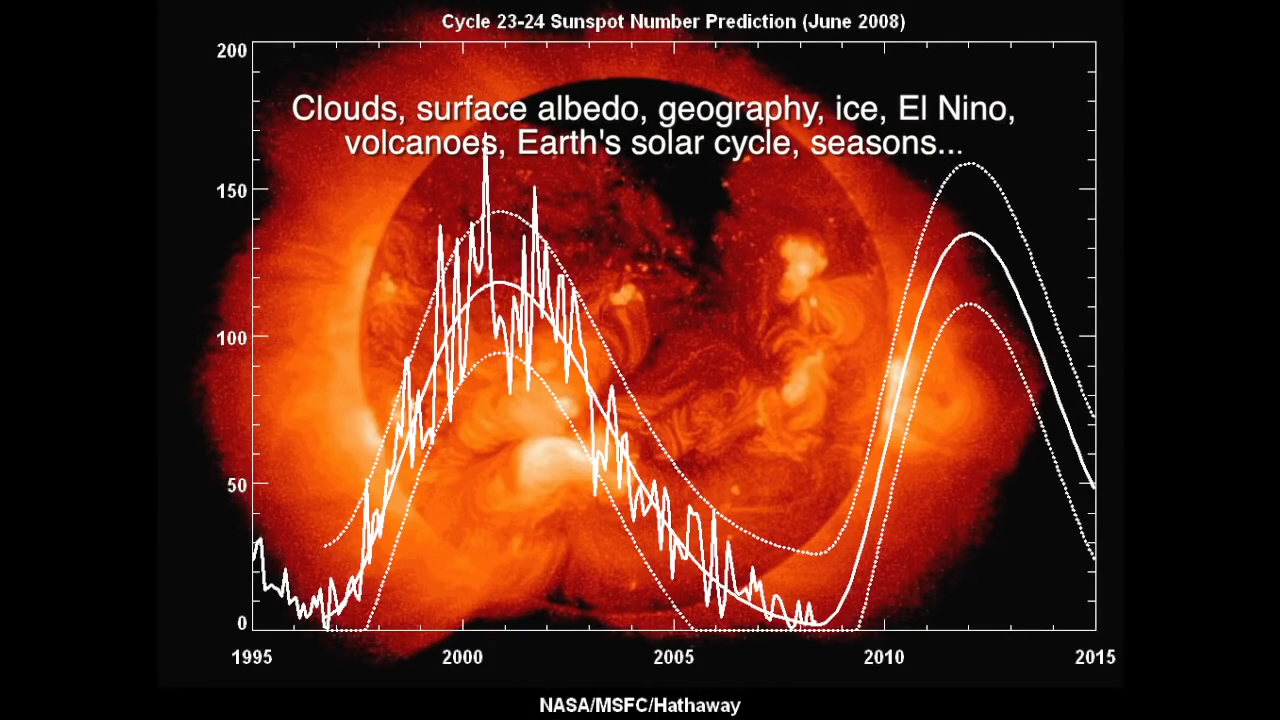 Cycle 23-24 Sunspot Number Prediction (June 2008)
200
Clouds, surface albedo, geography, ice, El Nino,
volcanoes, Earth's solar cycle, seasons...
150
100
50
0
1995 2000 2005 2010 2015
NASA/MSFC/Hathaway